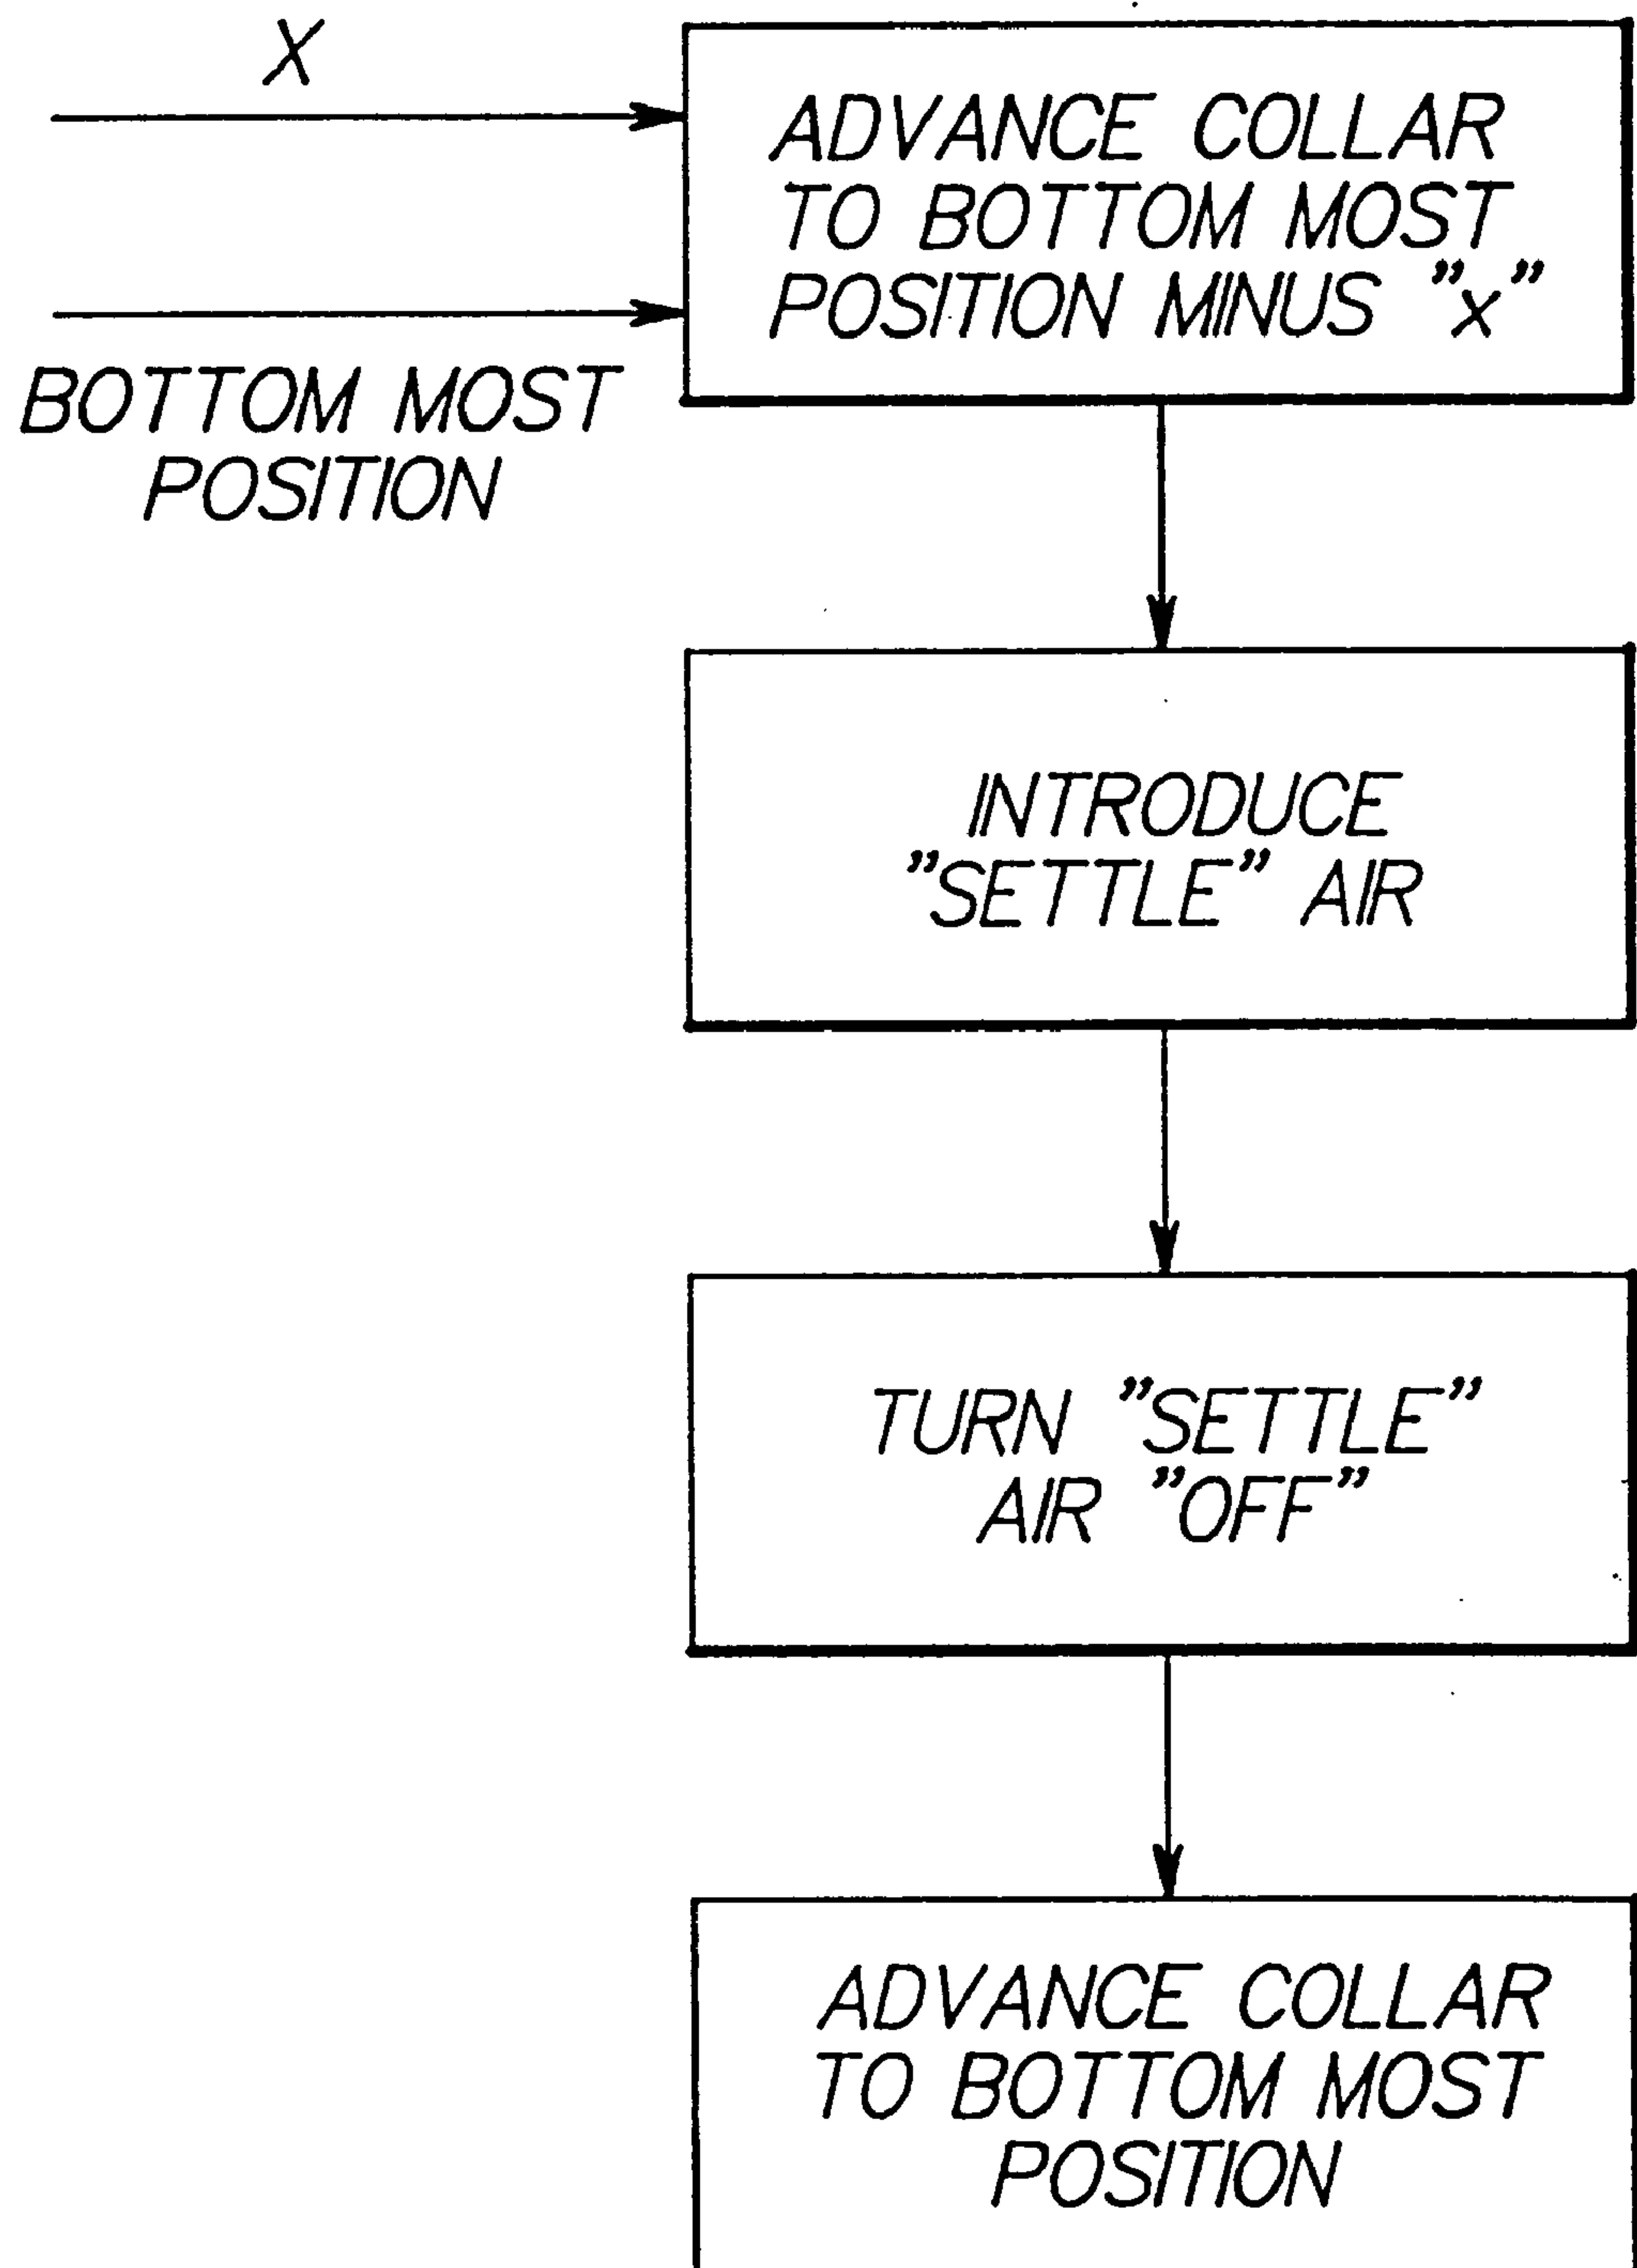 X
ADVANCE COLLAR
TO BOTTOM MOST
POSITION MINUS "x"
BOTTOM MOST
POSITION
INTRODUCE
"SETTLE" AIR
TURN "SETTLE"
AIR "OFF"
ADVANCE COLLAR
TO BOTTOM MOST
POSITION